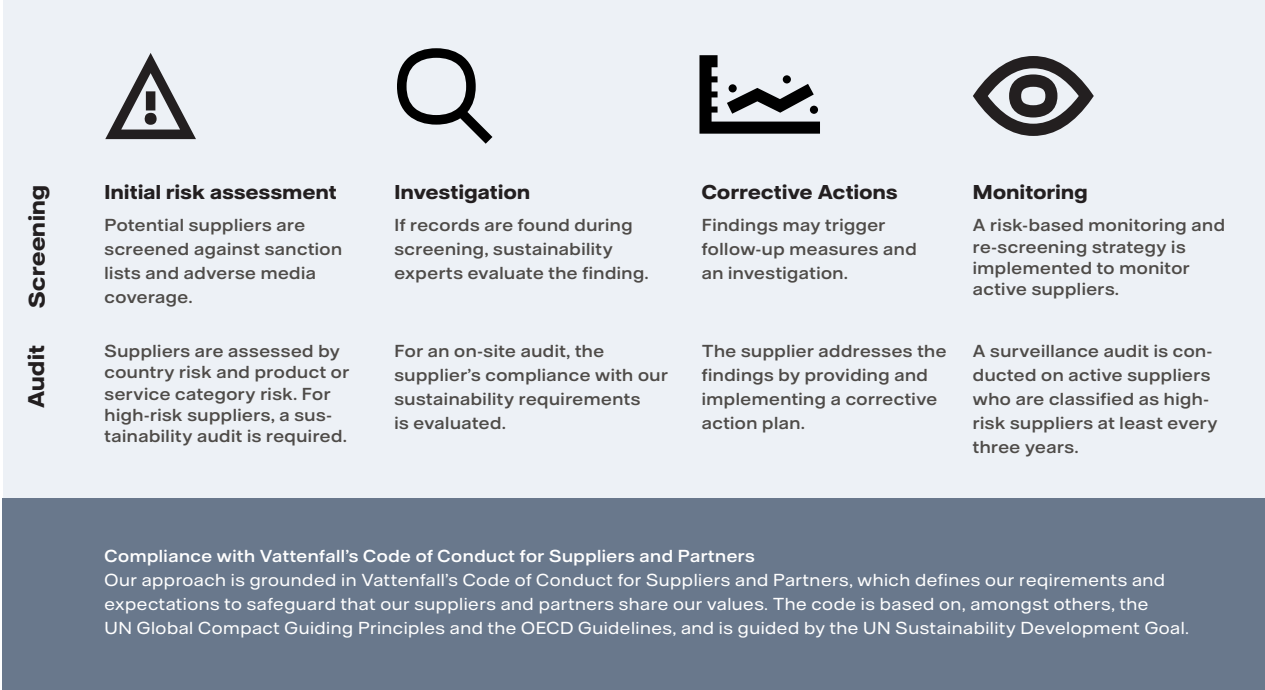 Screening
Initial risk assessment
Potential suppliers are
screened against sanction
lists and adverse media
coverage.
Investigation
If records are found during
screening, sustainability
experts evaluate the finding.
Corrective Actions
Findings may trigger
follow-up measures and
an investigation.
Monitoring
A risk-based monitoring and
re-screening strategy is
implemented to monitor
active suppliers.
Audit
Suppliers are assessed by
country risk and product or
service category risk. For
high-risk suppliers, a sus-
tainability audit is required.
For an on-site audit, the
supplier's compliance with our
sustainability requirements
is evaluated.
The supplier addresses the
findings by providing and
implementing a corrective
action plan.
A surveillance audit is con-
ducted on active suppliers
who are classified as high-
risk suppliers at least every
three years.
Compliance with Vattenfall's Code of Conduct for Suppliers and Partners
Our approach is grounded in Vattenfall's Code of Conduct for Suppliers and Partners, which defines our reqirements and
expectations to safeguard that our suppliers and partners share our values. The code is based on, amongst others, the
UN Global Compact Guiding Principles and the OECD Guidelines, and is guided by the UN Sustainability Development Goal.